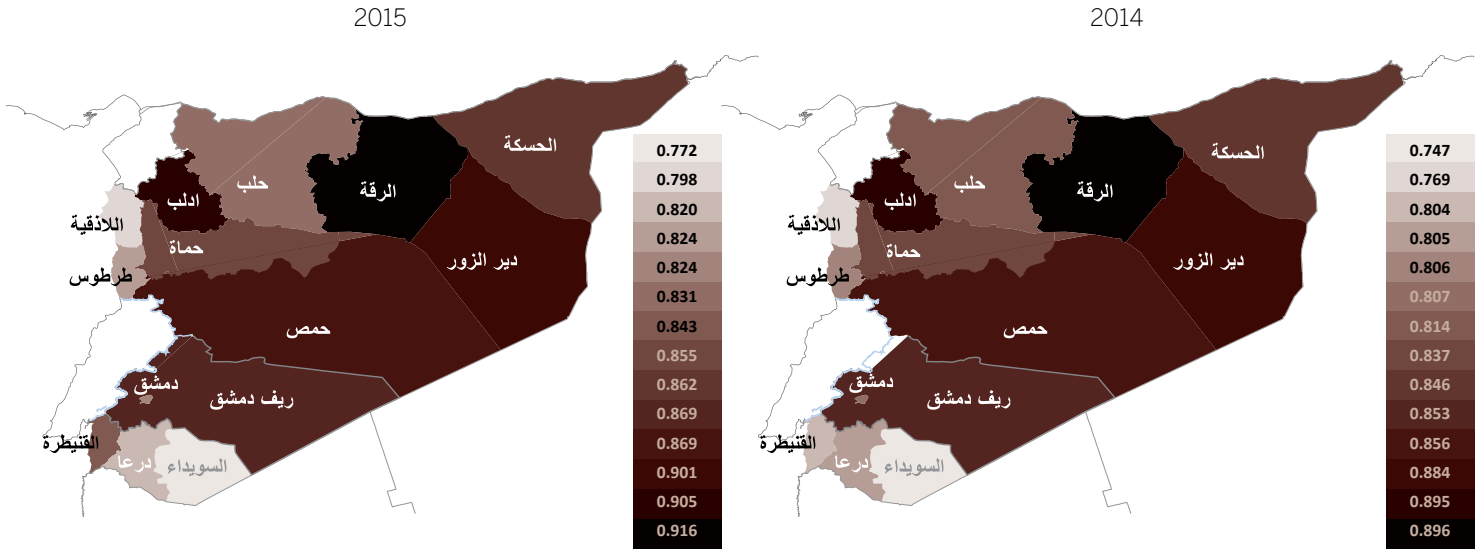 2015
2014
الحسكة
حلب
الرقة
ادلب
اللاذقية
حماة
دير الزور
طرطوس
حمص
دمشق
ريف دمشق
القنيطرة
درعا
السويداء
0.772
0.798
0.820
0.824
0.824
0.831
0.843
0.855
0.862
0.869
0.869
0.901
0.905
0.916
الحسكة
حلب
الرقة
ادلب
اللاذقية
حماة
دير الزور
طرطوس
حمص
دمشق
ريف دمشق
القنيطرة
درعا
السويداء
0.747
0.769
0.804
0.805
0.806
0.807
0.814
0.837
0.846
0.853
0.856
0.884
0.895
0.896